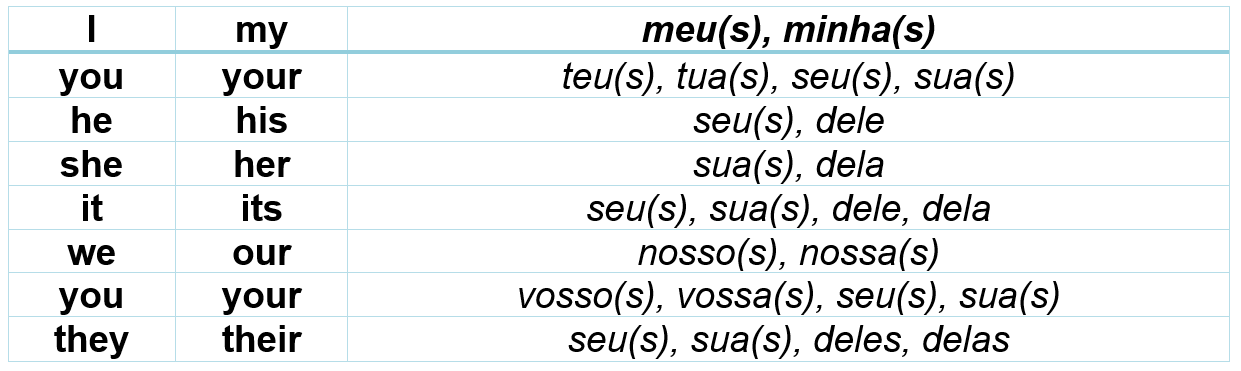 I my meu(s), minha(s)
you your teu(s), tua(s), seu(s), sua(s)
he his seu(s), dele
she her sua(s), dela
it its seu(s), sua(s), dele, dela
we our nosso(s), nossa(s)
you your vosso(s), vossa(s), seu(s), sua(s)
they their seu(s), sua(s), deles, delas